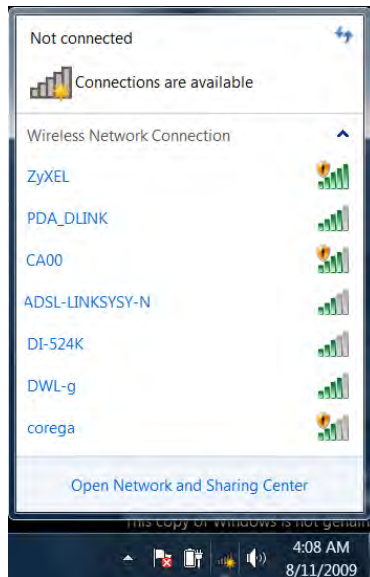 Not connected
Connections are available
Wireless Network Connection
ZyXEL
PDA_DLINK
CA00
ADSL-LINKSYSY-N
DI-524K
DWL-g
corega
Open Network and Sharing Center
This copy of Windows is not genuin
4:08 AM
8/11/2009